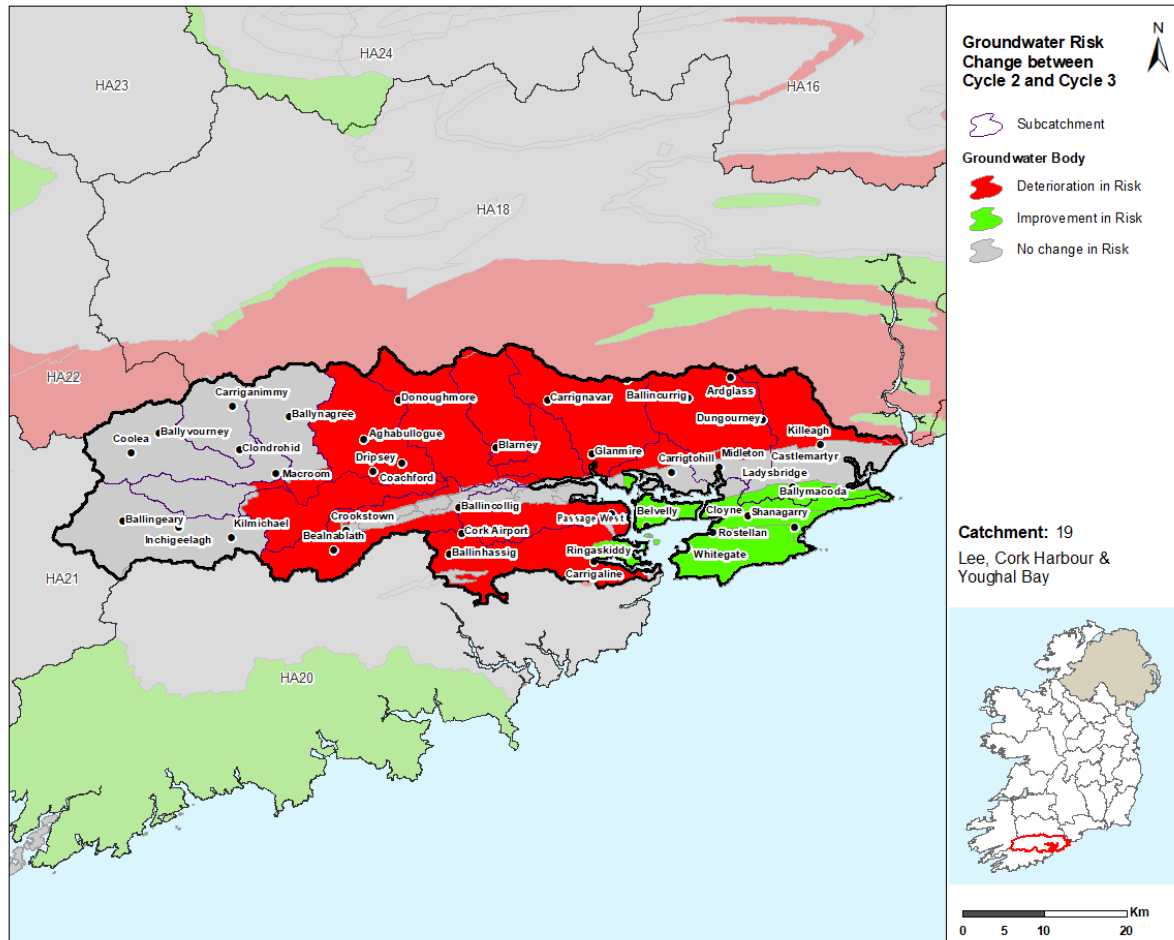 HA24
HA23
HA16
HA18
HA22
HA21
HA20
Carriganimmy
Ballynagree
Donoughmore
Carrignavar
Ballincurrig
Ardglass
Coolea
Ballyvourney
Clondrohid
Aghabullogue
Blarney
Dungourney
Killeagh
Macroom
Dripsey
Coachford
Glanmire
Carrigtohill
Midleton
Castlemartyr
Ladysbridge
Ballymacoda
Ballingeary
Inchigeelagh
Kilmichael
Crookstown
Bealnablath
Ballincollig
Cork Airport
Ballinhassig
Passage West
Belvelly
Cloyne
Shanagarry
Rostellan
Ringaskiddy
Whitegate
Carrigaline
N
Groundwater Risk
Change between
Cycle 2 and Cycle 3
Subcatchment
Groundwater Body
Deterioration in Risk
Improvement in Risk
No change in Risk
Catchment: 19
Lee, Cork Harbour &
Youghal Bay
Km
0 5 10 20